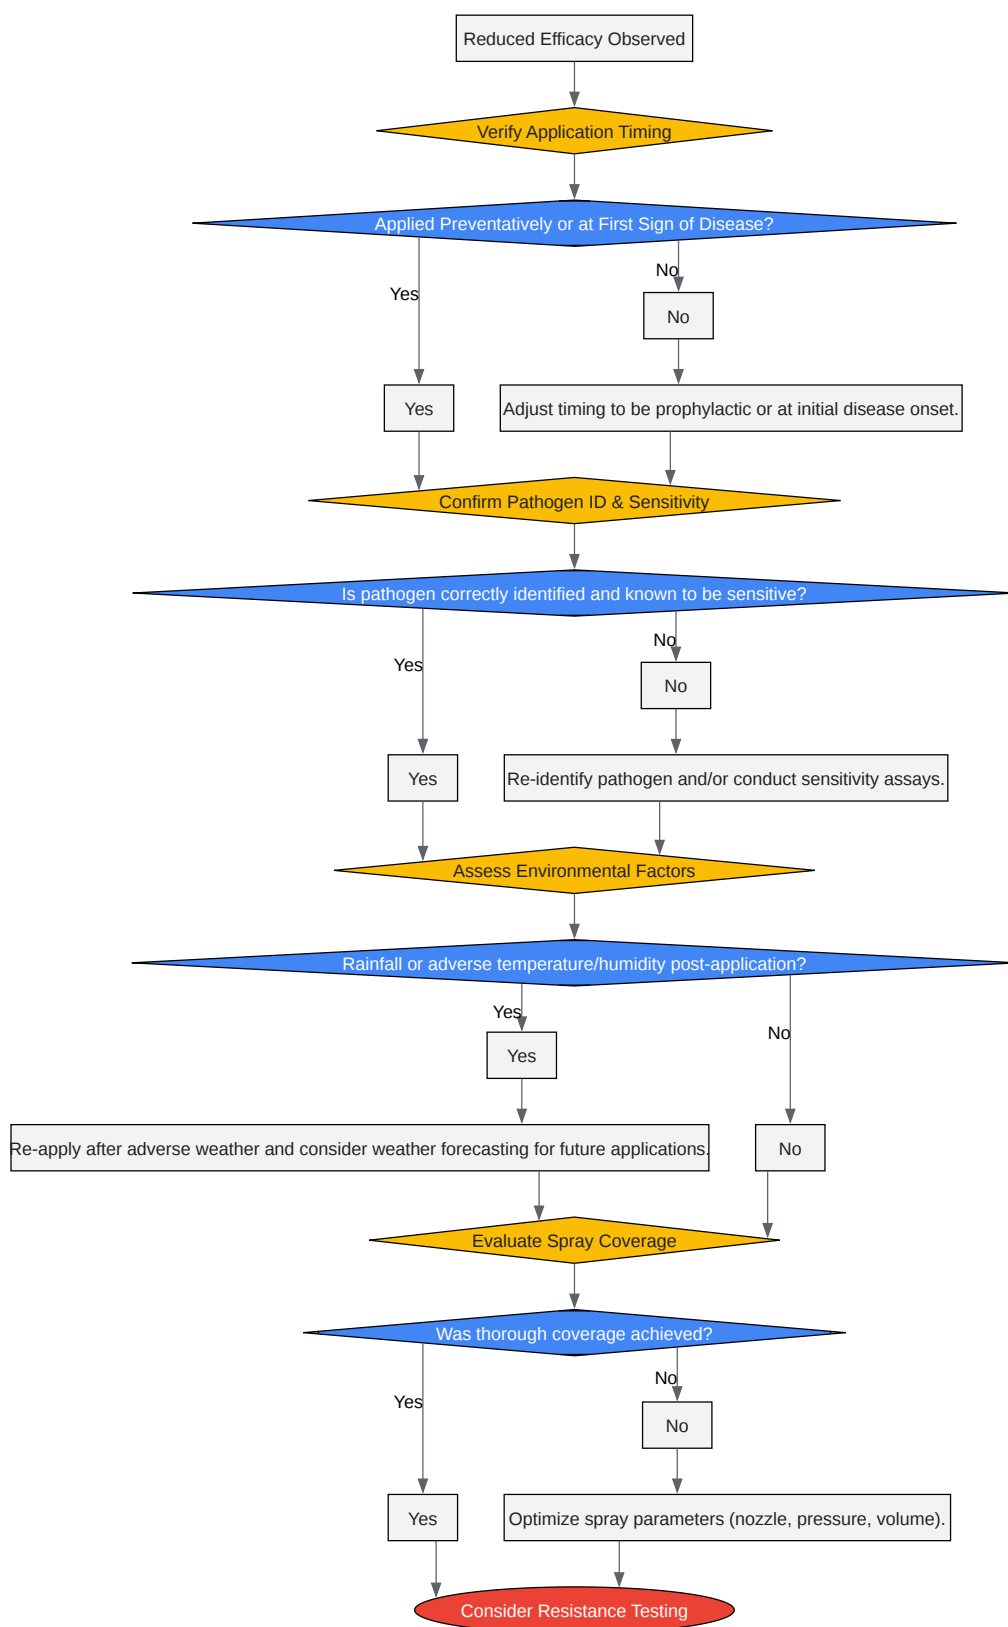 Reduced Efficacy Observed
Verify Application Timing
Applied Preventatively or at First Sign of Disease?
No
Yes
No
Yes
Adjust timing to be prophylactic or at initial disease onset.
Confirm Pathogen ID & Sensitivity
Is pathogen correctly identified and known to be sensitive?
No
Yes
No
Yes
Re-identify pathogen and/or conduct sensitivity assays.
Assess Environmental Factors
Rainfall or adverse temperature/humidity post-application?
Yes
No
Yes
Re-apply after adverse weather and consider weather forecasting for future applications.
No
Evaluate Spray Coverage
Was thorough coverage achieved?
No
Yes
No
Yes
Optimize spray parameters (nozzle, pressure, volume).
Consider Resistance Testing